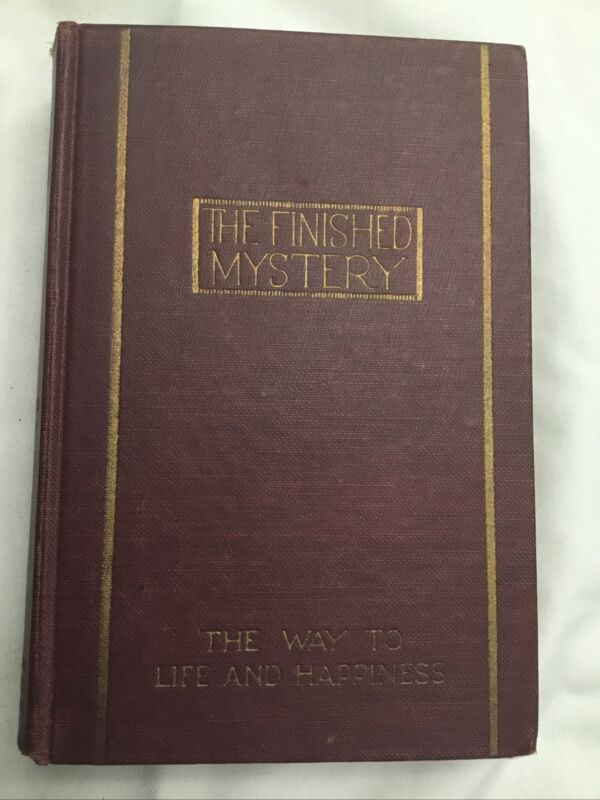 THE FINISHED
MYSTERY
THE WAY TO
LIFE AND HAPPINESS